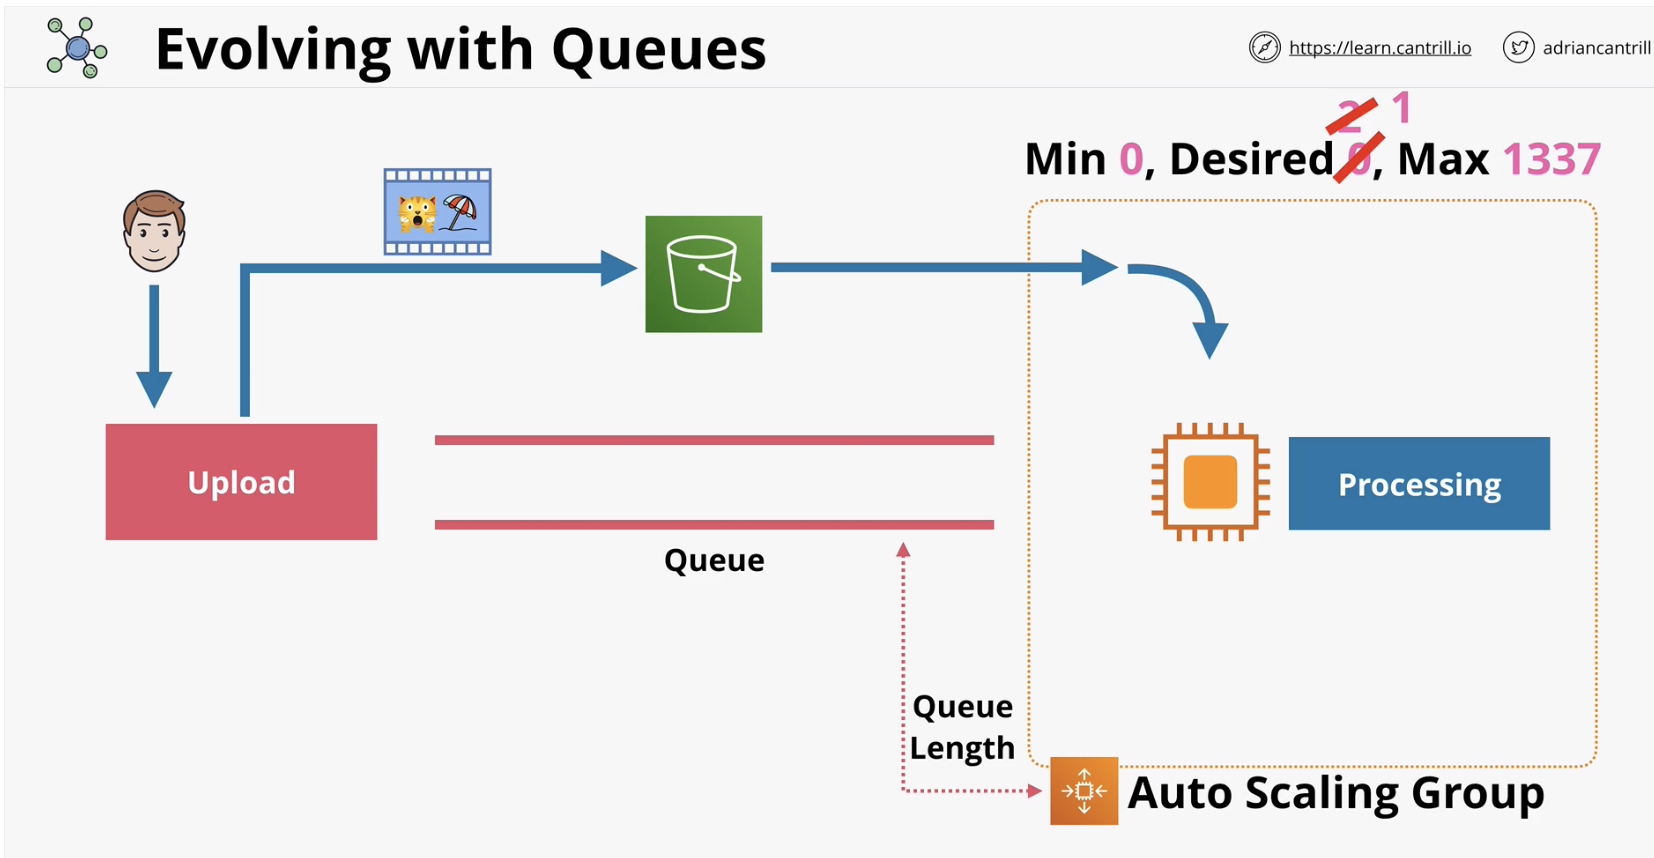 Evolving with Queues
https://learn.cantrill.io
adriancantrill
2 1
Min 0, Desired 0, Max 1337
Upload
Processing
Queue
Queue
Length
Auto Scaling Group